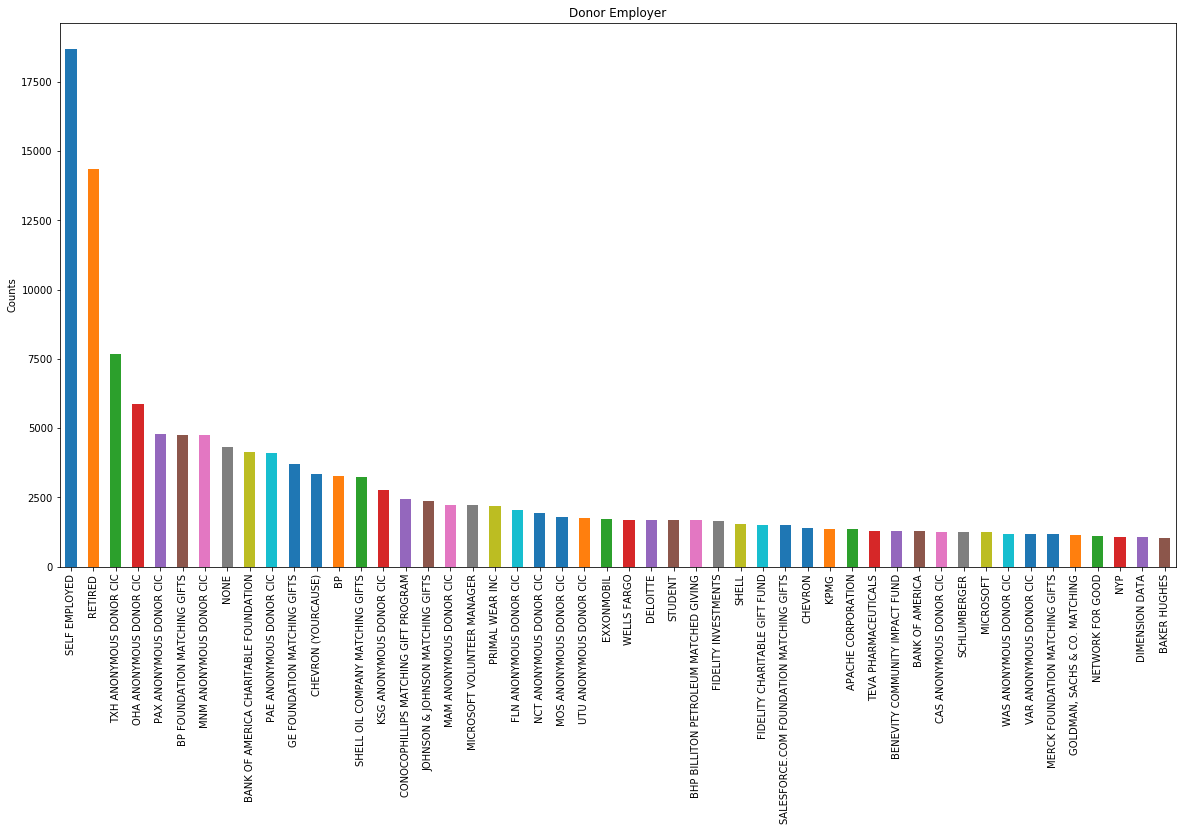 Donor Employer
Counts
17500
15000
12500
10000
7500
5000
2500
0
SELF EMPLOYED
RETIRED
TXH ANONYMOUS DONOR CIC
OHA ANONYMOUS DONOR CIC
PAX ANONYMOUS DONOR CIC
BP FOUNDATION MATCHING GIFTS
MNM ANONYMOUS DONOR CIC
NONE
BANK OF AMERICA CHARITABLE FOUNDATION
PAE ANONYMOUS DONOR CIC
GE FOUNDATION MATCHING GIFTS
CHEVRON (YOURCAUSE)
BP
SHELL OIL COMPANY MATCHING GIFTS
KSG ANONYMOUS DONOR CIC
CONOCOPHILLIPS MATCHING GIFT PROGRAM
JOHNSON & JOHNSON MATCHING GIFTS
MAM ANONYMOUS DONOR CIC
MICROSOFT VOLUNTEER MANAGER
PRIMAL WEAR INC
FLN ANONYMOUS DONOR CIC
NCT ANONYMOUS DONOR CIC
MOS ANONYMOUS DONOR CIC
UTU ANONYMOUS DONOR CIC
EXXONMOBIL
WELLS FARGO
DELOITTE
STUDENT
BHP BILLITON PETROLEUM MATCHED GIVING
FIDELITY INVESTMENTS
SHELL
FIDELITY CHARITABLE GIFT FUND
SALESFORCE.COM FOUNDATION MATCHING GIFTS
CHEVRON
KPMG
APACHE CORPORATION
TEVA PHARMACEUTICALS
BENEVITY COMMUNITY IMPACT FUND
BANK OF AMERICA
CAS ANONYMOUS DONOR CIC
SCHLUMBERGER
MICROSOFT
WAS ANONYMOUS DONOR CIC
VAR ANONYMOUS DONOR CIC
MERCK FOUNDATION MATCHING GIFTS
GOLDMAN, SACHS & CO. MATCHING
NETWORK FOR GOOD
NYP
DIMENSION DATA
BAKER HUGHES